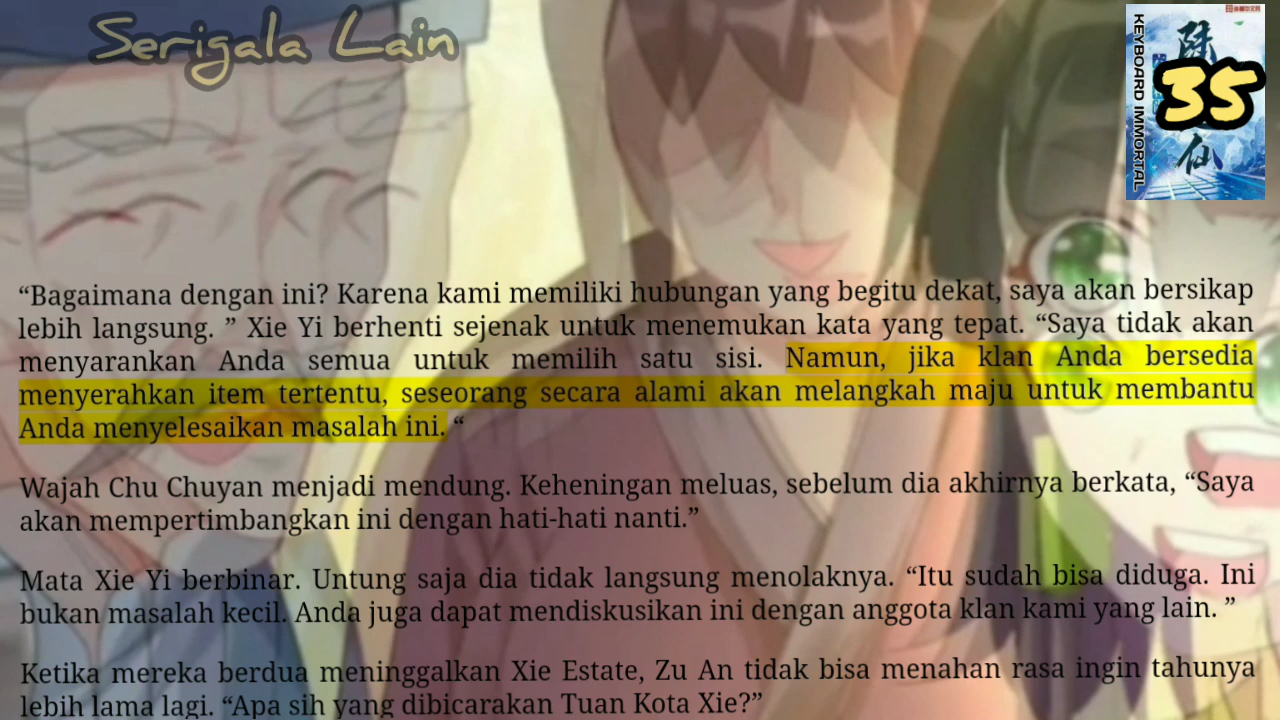 Serigala Lain
KEYBOARD IMMORTAL
陸
35
仙
“Bagaimana dengan ini? Karena kami memiliki hubungan yang begitu dekat, saya akan bersikap
lebih langsung. ” Xie Yi berhenti sejenak untuk menemukan kata yang tepat. “Saya tidak akan
menyarankan Anda semua untuk memilih satu sisi. Namun, jika klan Anda bersedia
menyerahkan item tertentu, seseorang secara alami akan melangkah maju untuk membantu
Anda menyelesaikan masalah ini. “
Wajah Chu Chuyan menjadi mendung. Keheningan meluas, sebelum dia akhirnya berkata, “Saya
akan mempertimbangkan ini dengan hati-hati nanti.”
Mata Xie Yi berbinar. Untung saja dia tidak langsung menolaknya. “Itu sudah bisa diduga. Ini
bukan masalah kecil. Anda juga dapat mendiskusikan ini dengan anggota klan kami yang lain. ”
Ketika mereka berdua meninggalkan Xie Estate, Zu An tidak bisa menahan rasa ingin tahunya
lebih lama lagi. “Apa sih yang dibicarakan Tuan Kota Xie?”